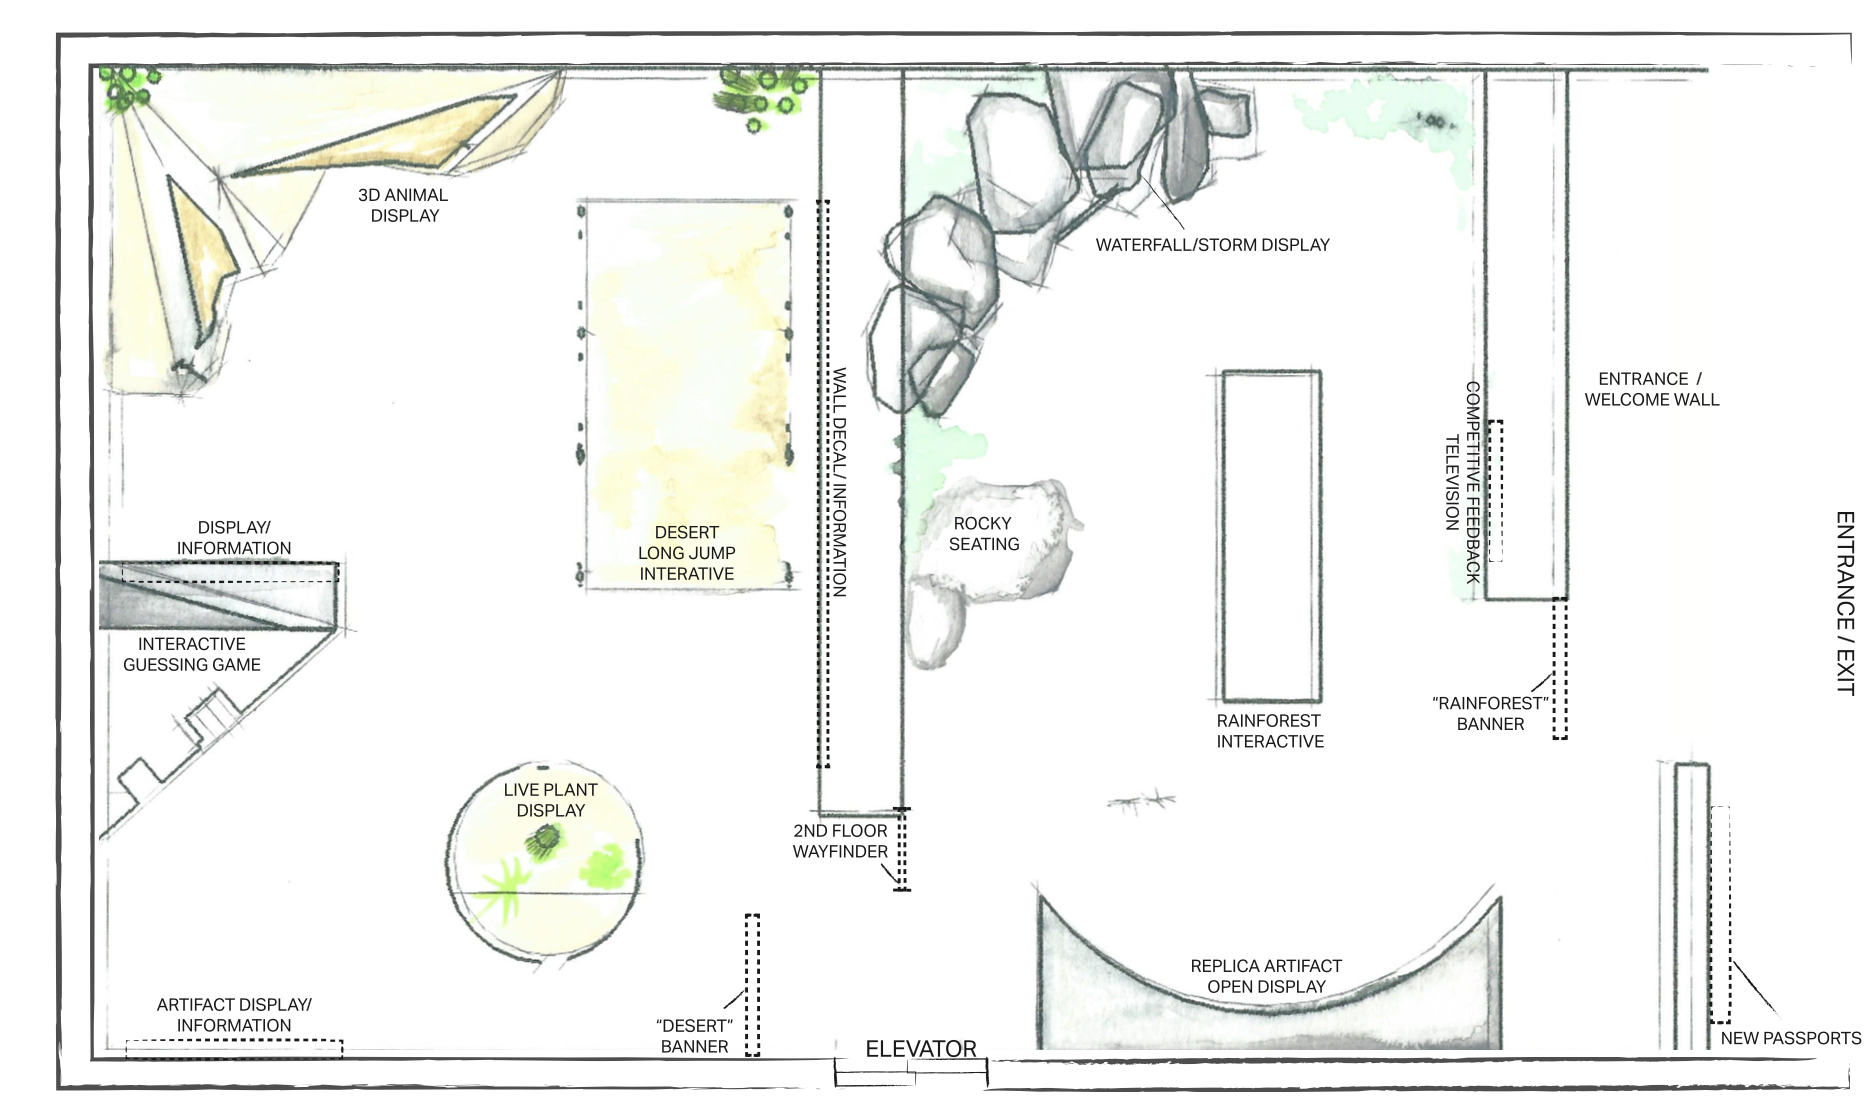 3D ANIMAL
DISPLAY
WATERFALL/STORM DISPLAY
ENTRANCE /
WELCOME WALL
WALL DECAL/ INFORMATION
COMPETITIVE FEEDBACK
TELEVISION
DISPLAY/
INFORMATION
DESERT
LONG JUMP
INTERATIVE
ROCKY
SEATING
ENTRANCE / EXIT
INTERACTIVE
GUESSING GAME
"RAINFOREST"
BANNER
RAINFOREST
INTERACTIVE
LIVE PLANT
DISPLAY
2ND FLOOR
WAYFINDER
REPLICA ARTIFACT
OPEN DISPLAY
ARTIFACT DISPLAY/
INFORMATION
"DESERT"
BANNER
ELEVATOR
NEW PASSPORTS